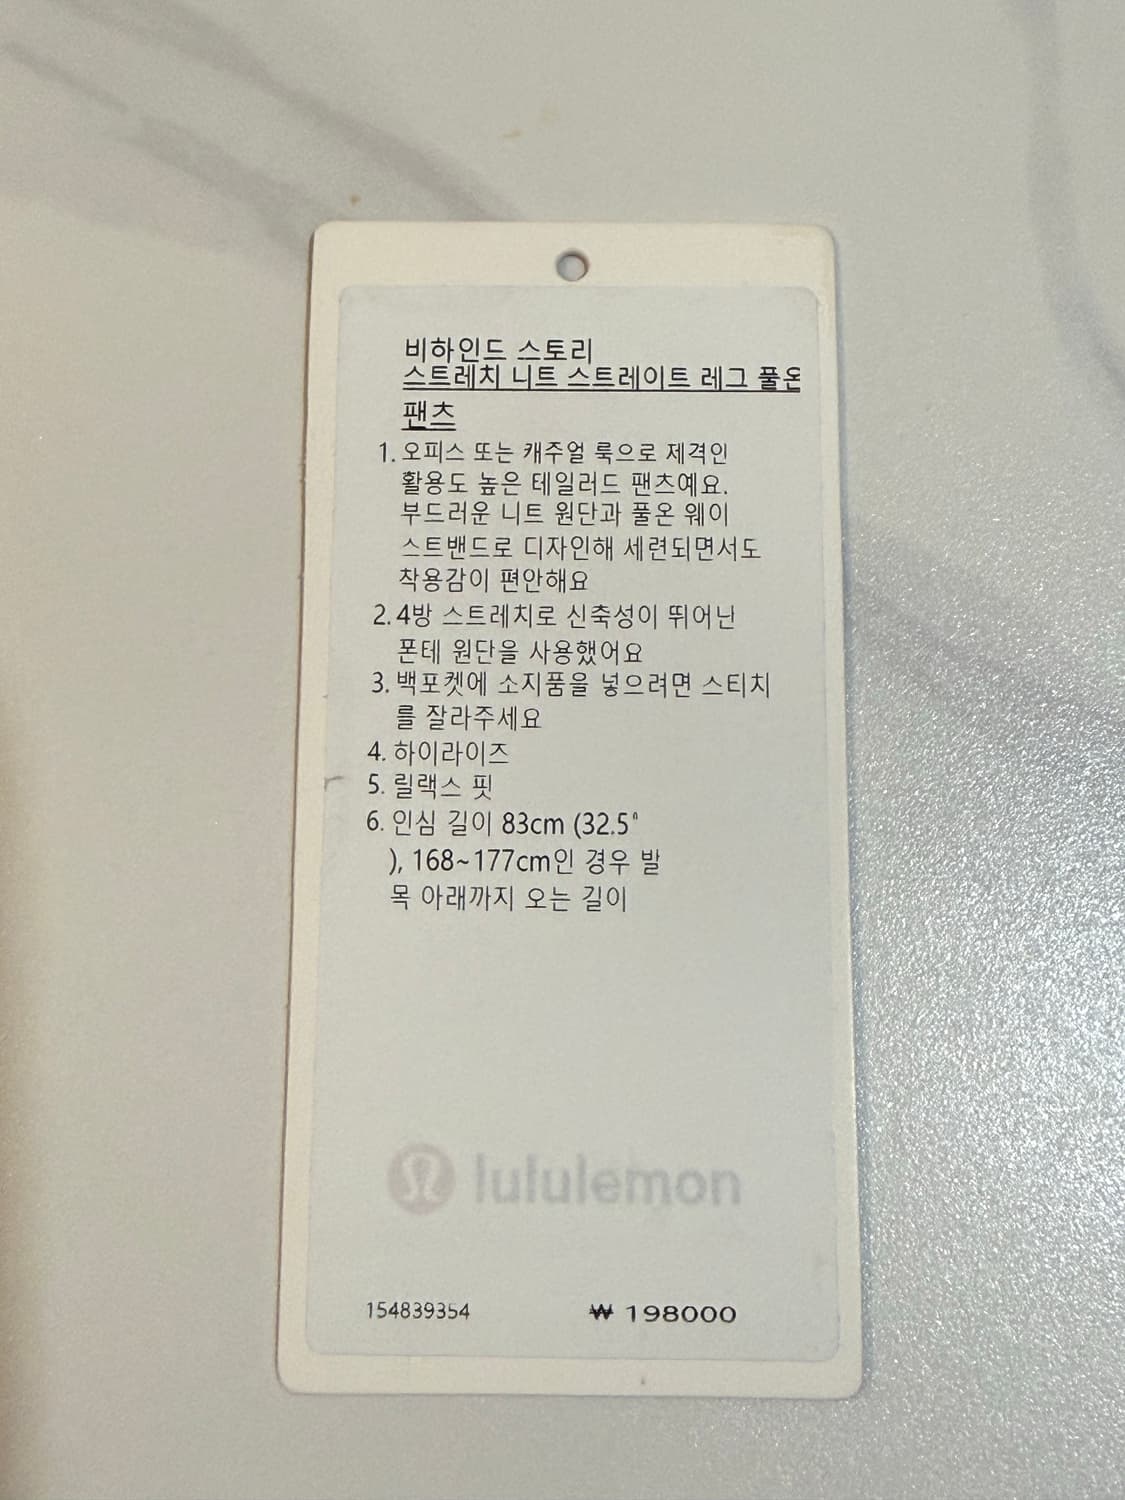 비하인드 스토리
스트레치 니트 스트레이트 레그 풀온
팬츠
1. 오피스 또는 캐주얼 룩으로 제격인
활용도 높은 테일러드 팬츠예요.
부드러운 니트 원단과 풀온 웨이
스트밴드로 디자인해 세련되면서도
착용감이 편안해요
2. 4방 스트레치로 신축성이 뛰어난
폰테 원단을 사용했어요
3. 백포켓에 소지품을 넣으려면 스티치
를 잘라주세요
4. 하이라이즈
5. 릴랙스 핏
6. 인심 길이 83cm (32.5"
), 168~177cm인 경우 발
목 아래까지 오는 길이
lululemon
154839354 ₩ 198000